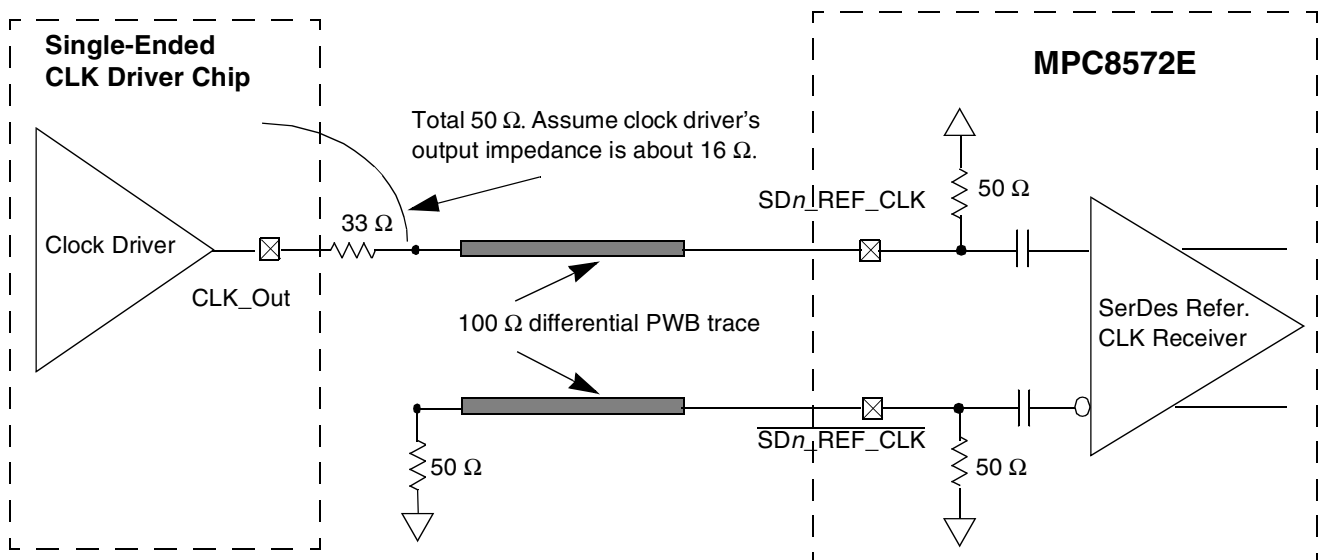 Single-Ended
CLK Driver Chip
MPC8572E
Total 50 Ω. Assume clock driver's
output impedance is about 16 Ω.
SDn_REF_CLK
50 Ω
33 Ω
Clock Driver
CLK_Out
100 Ω differential PWB trace
SerDes Refer.
CLK Receiver
SDn_REF_CLK
50 Ω
50 Ω